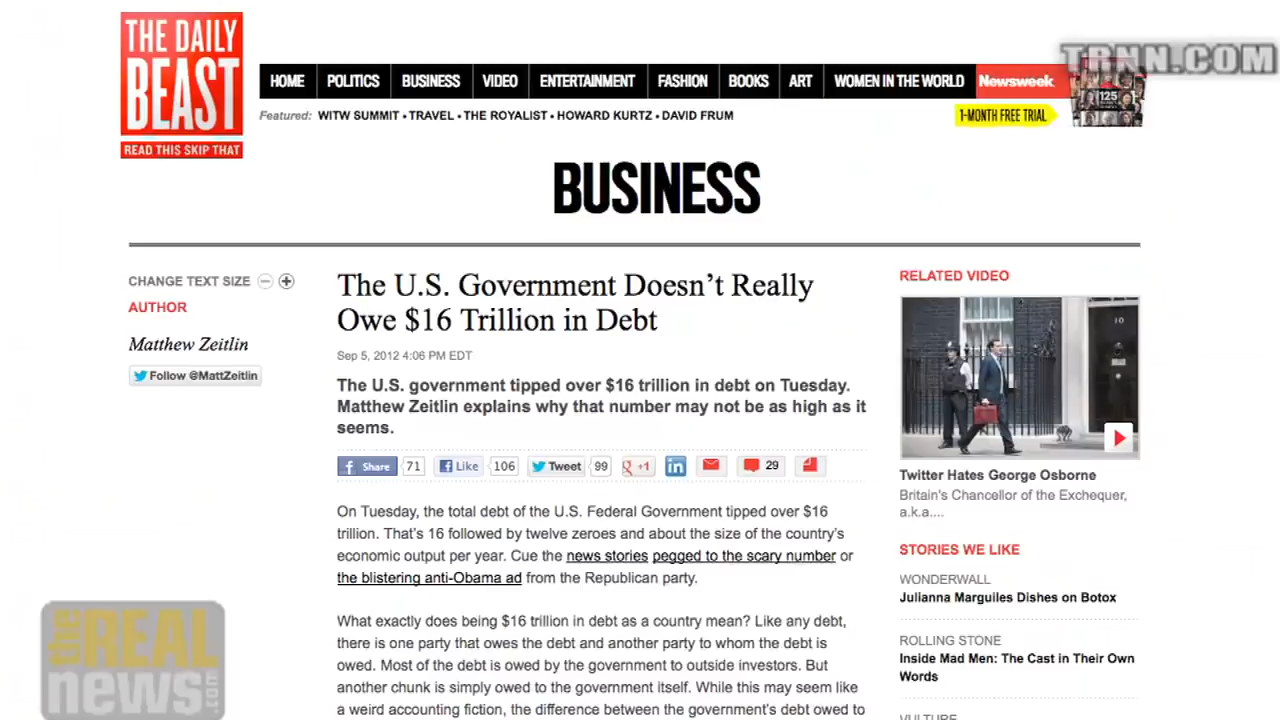 THE DAILY
BEAST
READ THIS SKIP THAT
TRNN.COM
HOME POLITICS BUSINESS VIDEO ENTERTAINMENT FASHION BOOKS ART WOMEN IN THE WORLD Newsweek
125
Featured: WITW SUMMIT • TRAVEL • THE ROYALIST • HOWARD KURTZ • DAVID FRUM
1-MONTH FREE TRIAL
BUSINESS
CHANGE TEXT SIZE
AUTHOR
Matthew Zeitlin
Follow @MattZeitlin
The U.S. Government Doesn’t Really
Owe $16 Trillion in Debt
Sep 5, 2012 4:06 PM EDT
The U.S. government tipped over $16 trillion in debt on Tuesday.
Matthew Zeitlin explains why that number may not be as high as it
seems.
f Share 71 f Like 106 Tweet 99 g +1 in 29
On Tuesday, the total debt of the U.S. Federal Government tipped over $16
trillion. That’s 16 followed by twelve zeroes and about the size of the country’s
economic output per year. Cue the news stories pegged to the scary number or
the blistering anti-Obama ad from the Republican party.
What exactly does being $16 trillion in debt as a country mean? Like any debt,
there is one party that owes the debt and another party to whom the debt is
owed. Most of the debt is owed by the government to outside investors. But
another chunk is simply owed to the government itself. While this may seem like
a weird accounting fiction, the difference between the government’s debt owed to
RELATED VIDEO
10
Twitter Hates George Osborne
Britain's Chancellor of the Exchequer,
a.k.a....
STORIES WE LIKE
WONDERWALL
Julianna Marguiles Dishes on Botox
ROLLING STONE
Inside Mad Men: The Cast in Their Own
Words
VULTURE
the REAL
news.com